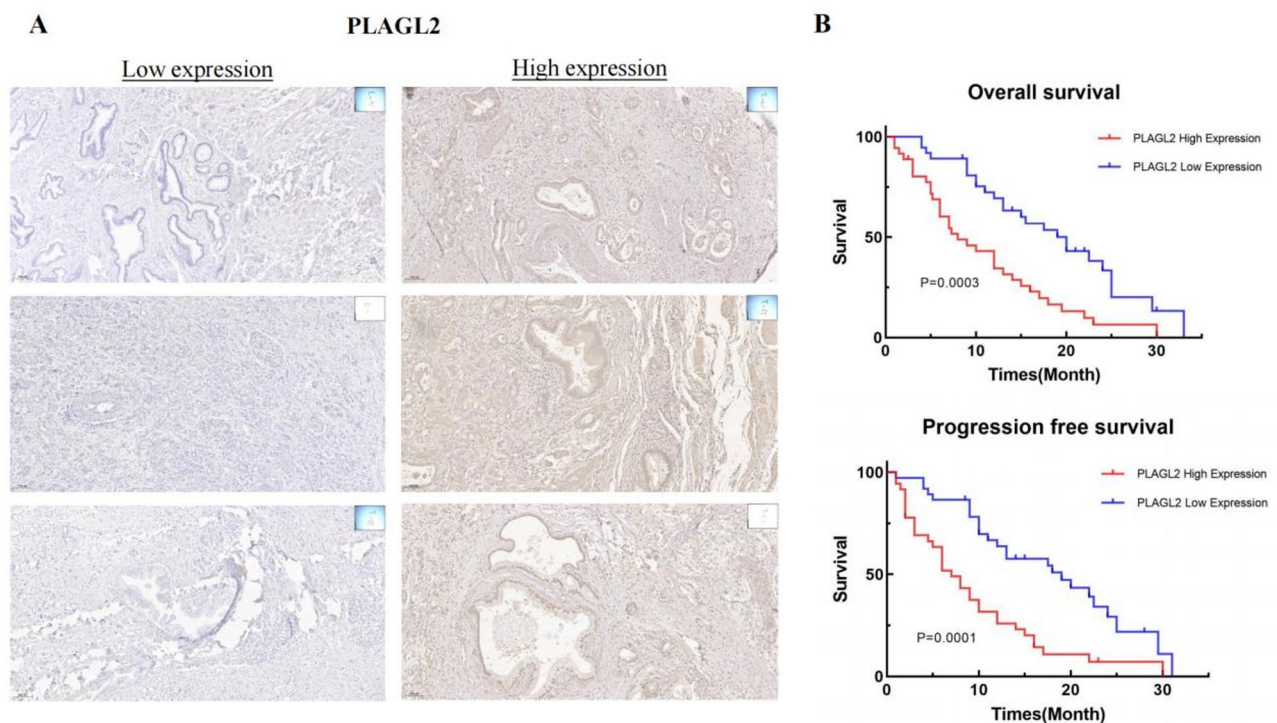 A
PLAGL2
Low expression
High expression
B
Overall survival
PLAGL2 High Expression
PLAGL2 Low Expression
100
50
0
Survival
P=0.0003
0 10 20 30
Times(Month)
Progression free survival
PLAGL2 High Expression
PLAGL2 Low Expression
100
50
0
Survival
P=0.0001
0 10 20 30
Times(Month)